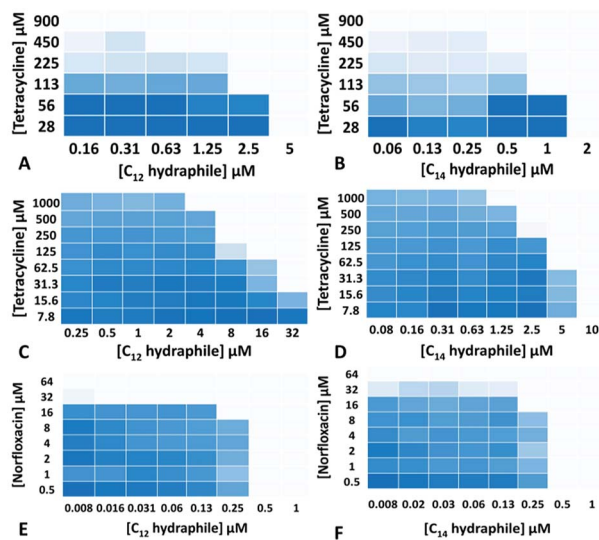 [Tetracycline] µM
900
450
225
113
56
28
0.16 0.31 0.63 1.25 2.5 5
A
[C12 hydraphile] µM
[Tetracycline] µM
900
450
225
113
56
28
0.06 0.13 0.25 0.5 1 2
B
[C14 hydraphile] µM
[Tetracycline] µM
1000
500
250
125
62.5
31.3
15.6
7.8
0.25 0.5 1 2 4 8 16 32
C
[C12 hydraphile] µM
[Tetracycline] µM
1000
500
250
125
62.5
31.3
15.6
7.8
0.08 0.16 0.31 0.63 1.25 2.5 5 10
D
[C14 hydraphile] µM
[Norfloxacin] µM
64
32
16
8
4
2
1
0.5
0.008 0.016 0.031 0.06 0.13 0.25 0.5 1
E
[C12 hydraphile] µM
[Norfloxacin] µM
64
32
16
8
4
2
1
0.5
0.008 0.02 0.03 0.06 0.13 0.25 0.5 1
F
[C14 hydraphile] µM